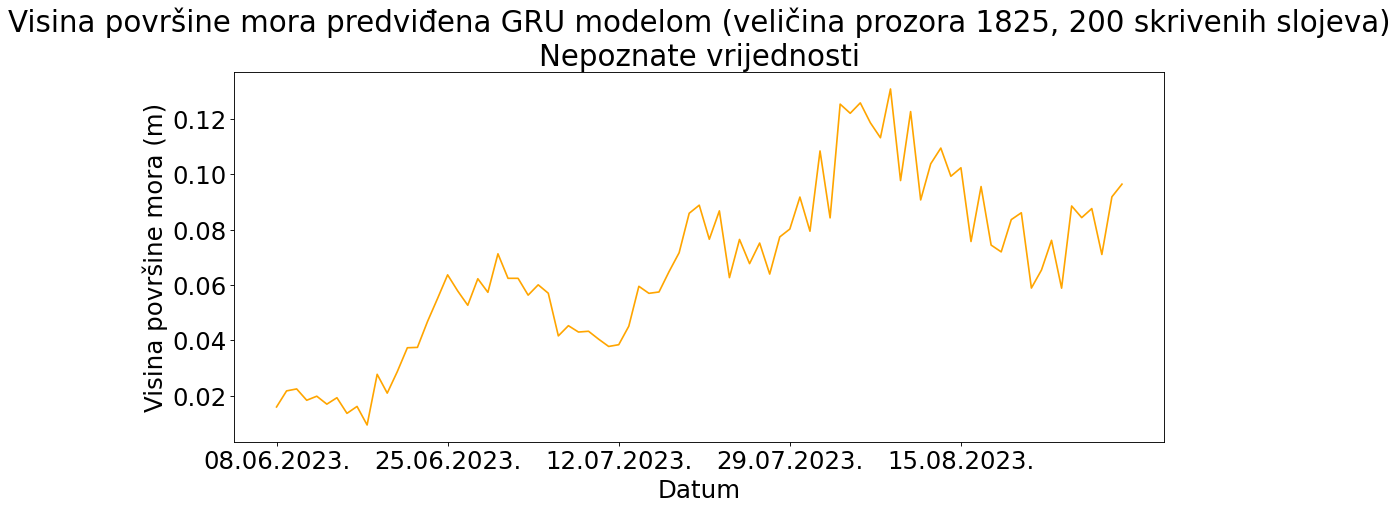 Visina površine mora predviđena GRU modelom (veličina prozora 1825, 200 skrivenih slojeva)
Nepoznate vrijednosti
Visina površine mora (m)
0.12
0.10
0.08
0.06
0.04
0.02
08.06.2023. 25.06.2023. 12.07.2023. 29.07.2023. 15.08.2023.
Datum